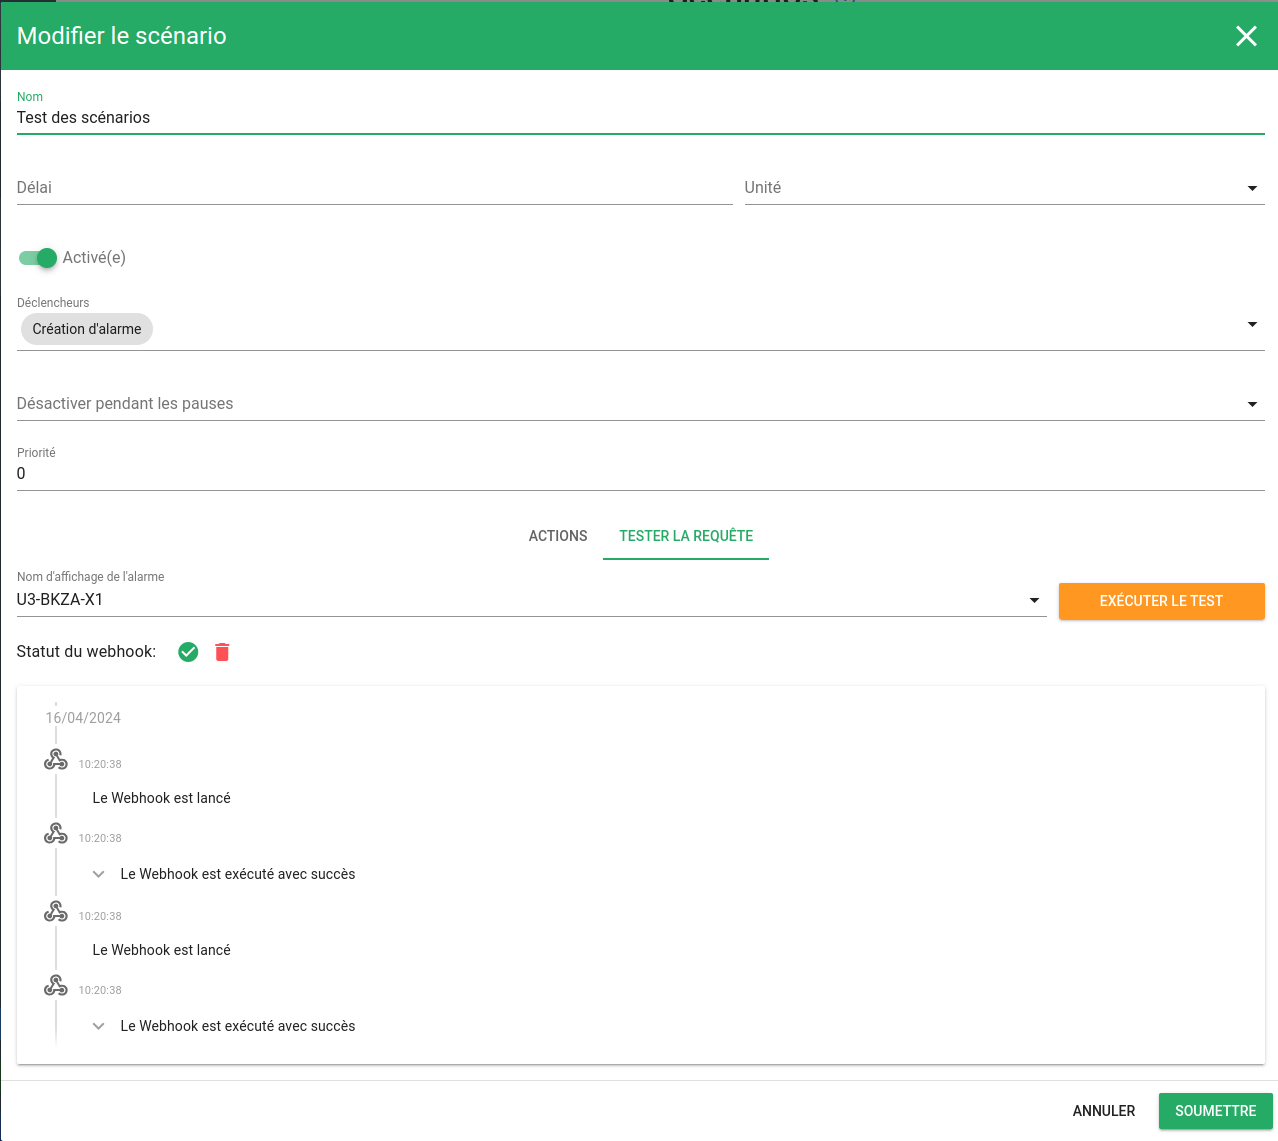 Modifier le scénario
Nom
Test des scénarios
Délai
Unité
Activé(e)
Déclencheurs
Création d'alarme
Désactiver pendant les pauses
Priorité
0
ACTIONS
TESTER LA REQUÊTE
Nom d'affichage de l'alarme
U3-BKZA-X1
EXÉCUTER LE TEST
Statut du webhook:
16/04/2024
10:20:38
Le Webhook est lancé
10:20:38
Le Webhook est exécuté avec succès
10:20:38
Le Webhook est lancé
10:20:38
Le Webhook est exécuté avec succès
ANNULER
SOUMETTRE